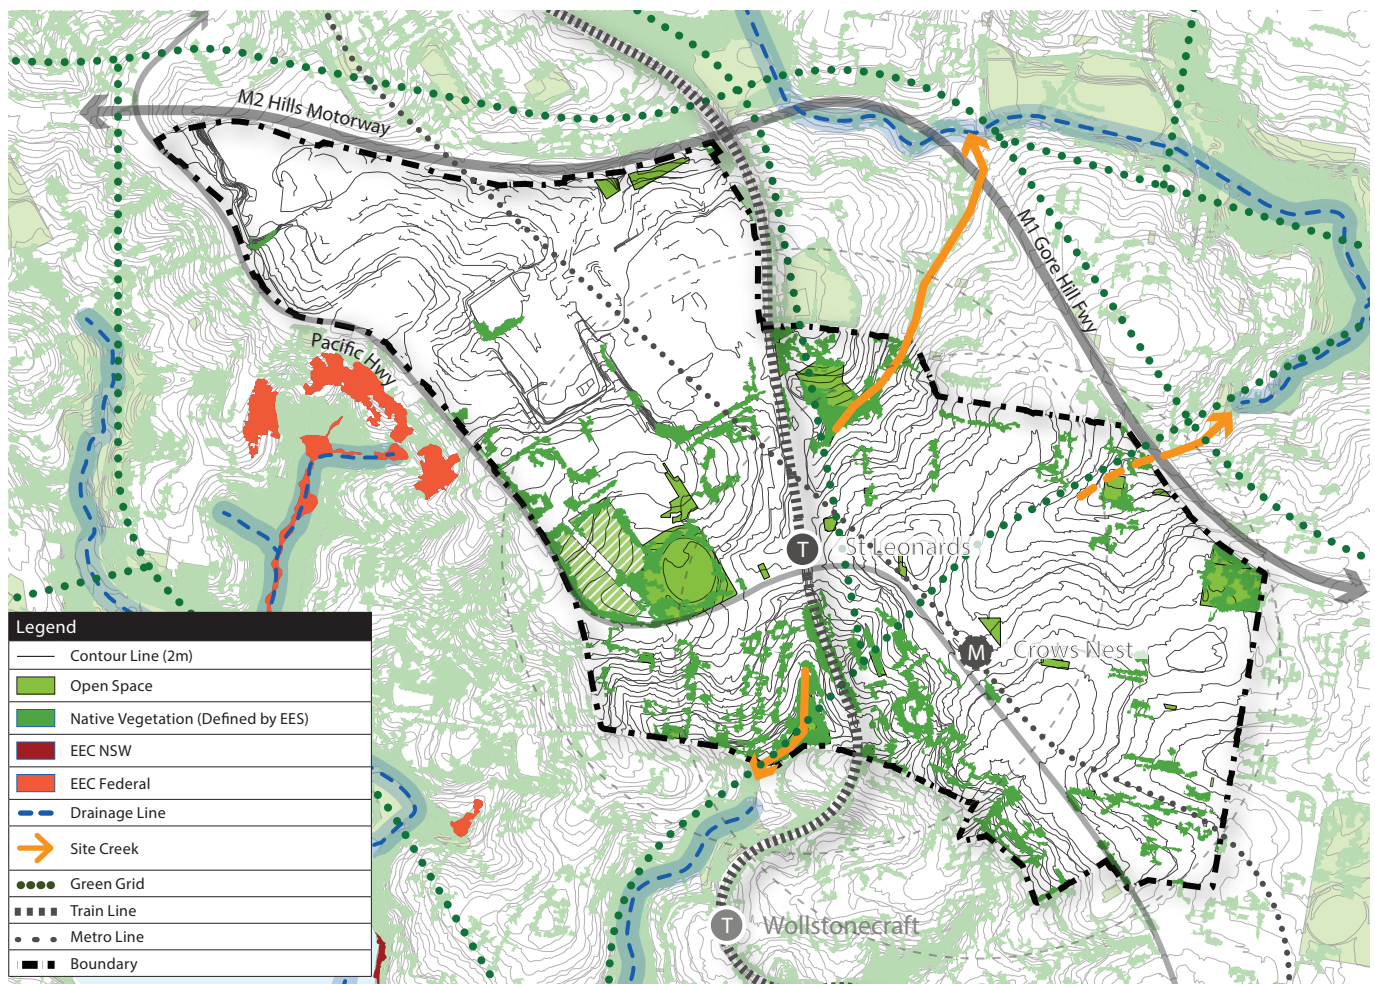 M2 Hills Motorway
M1 Gore Hill Fwy
Pacific Hwy
T
St Leonards
M
Crows Nest
T
Wollstonecraft
Legend
Contour Line (2m)
Open Space
Native Vegetation (Defined by EES)
EEC NSW
EEC Federal
Drainage Line
Site Creek
Green Grid
Train Line
Metro Line
Boundary